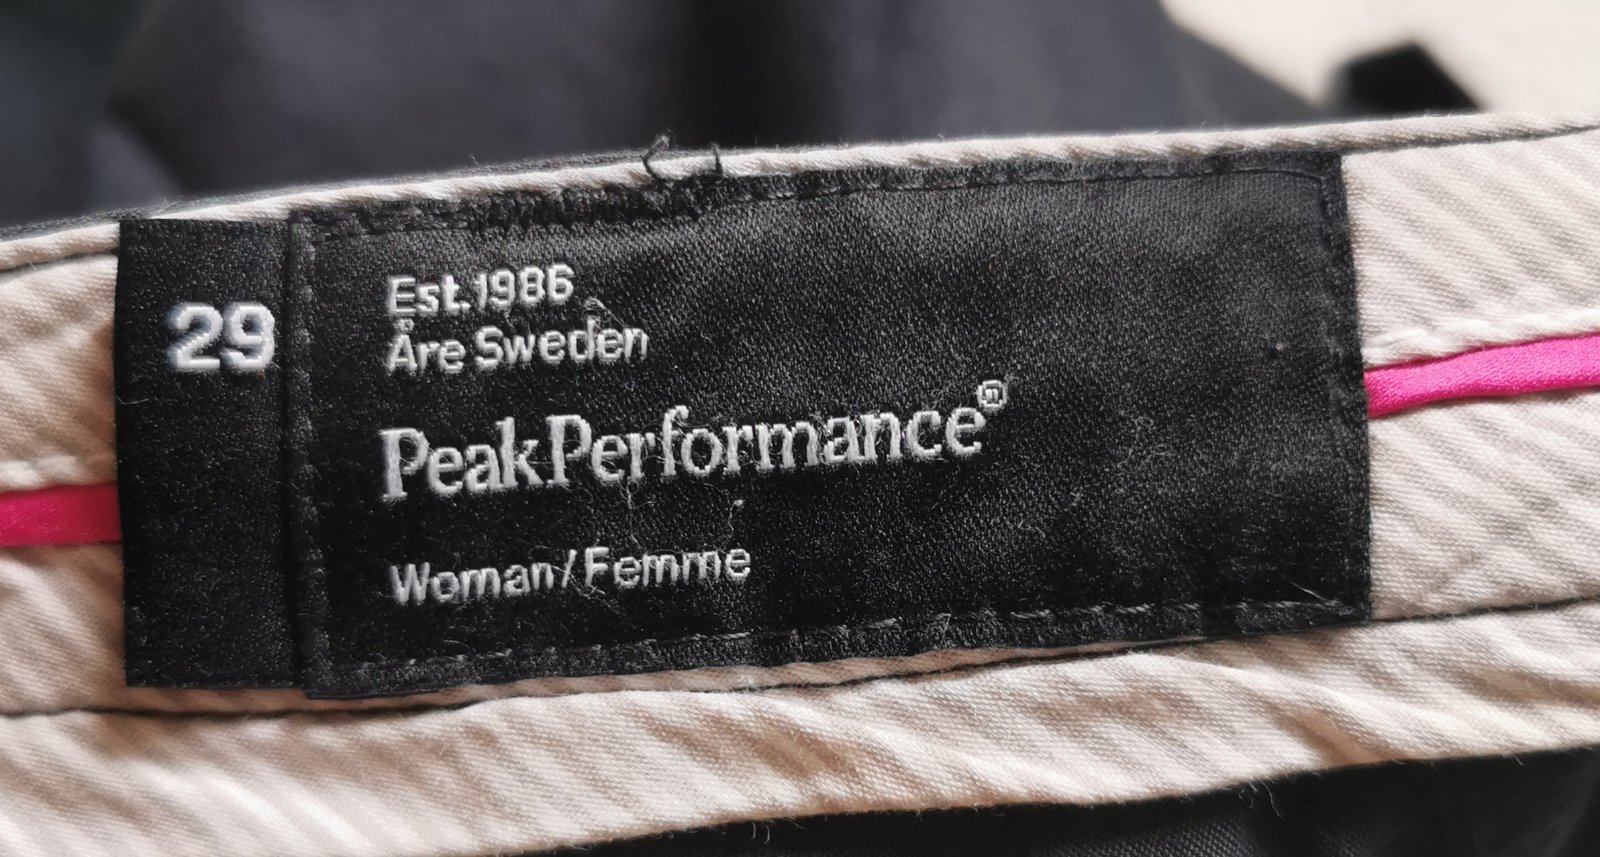 29
Est.1986
Åre Sweden
PeakPerformance®
Woman/Femme